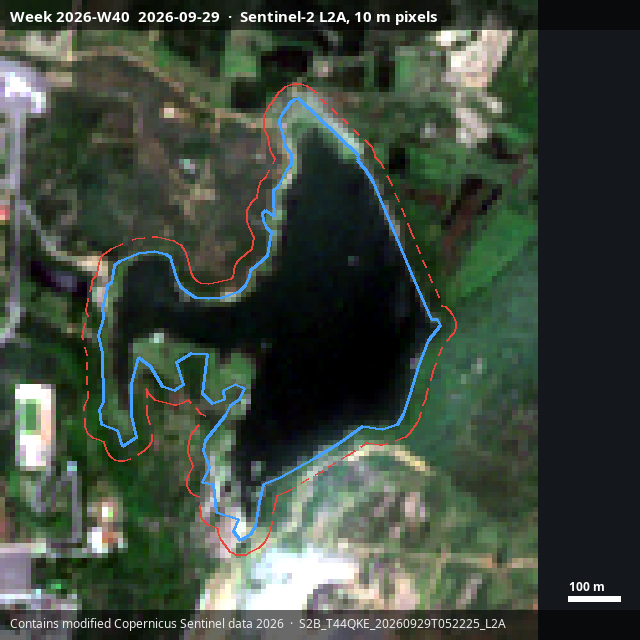 Week 2026-W40  2026-09-29  ·  Sentinel-2 L2A, 10 m pixels
100 m
Contains modified Copernicus Sentinel data 2026  ·  S2B_T44QKE_20260929T052225_L2A